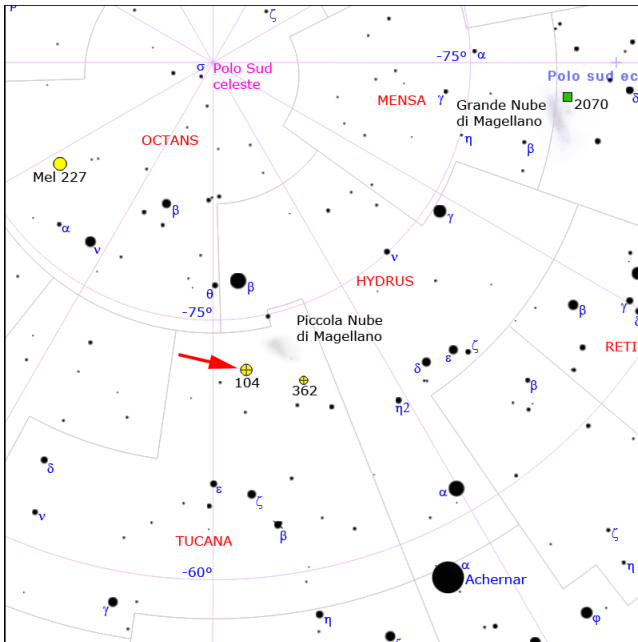 ζ
σ
Polo Sud
celeste
-75°
α
Polo sud ec
γ
MENSA
Grande Nube
di Magellano
2070
δ
OCTANS
η
β
Mel 227
β
α
ν
γ
ν
HYDRUS
θ
β
β
γ
δ
-75°
Piccola Nube
di Magellano
RETI
ε
ζ
δ
104
362
η2
β
δ
α
ε
ζ
ν
β
TUCANA
ζ
-60°
α
Achernar
η
γ
η
φ